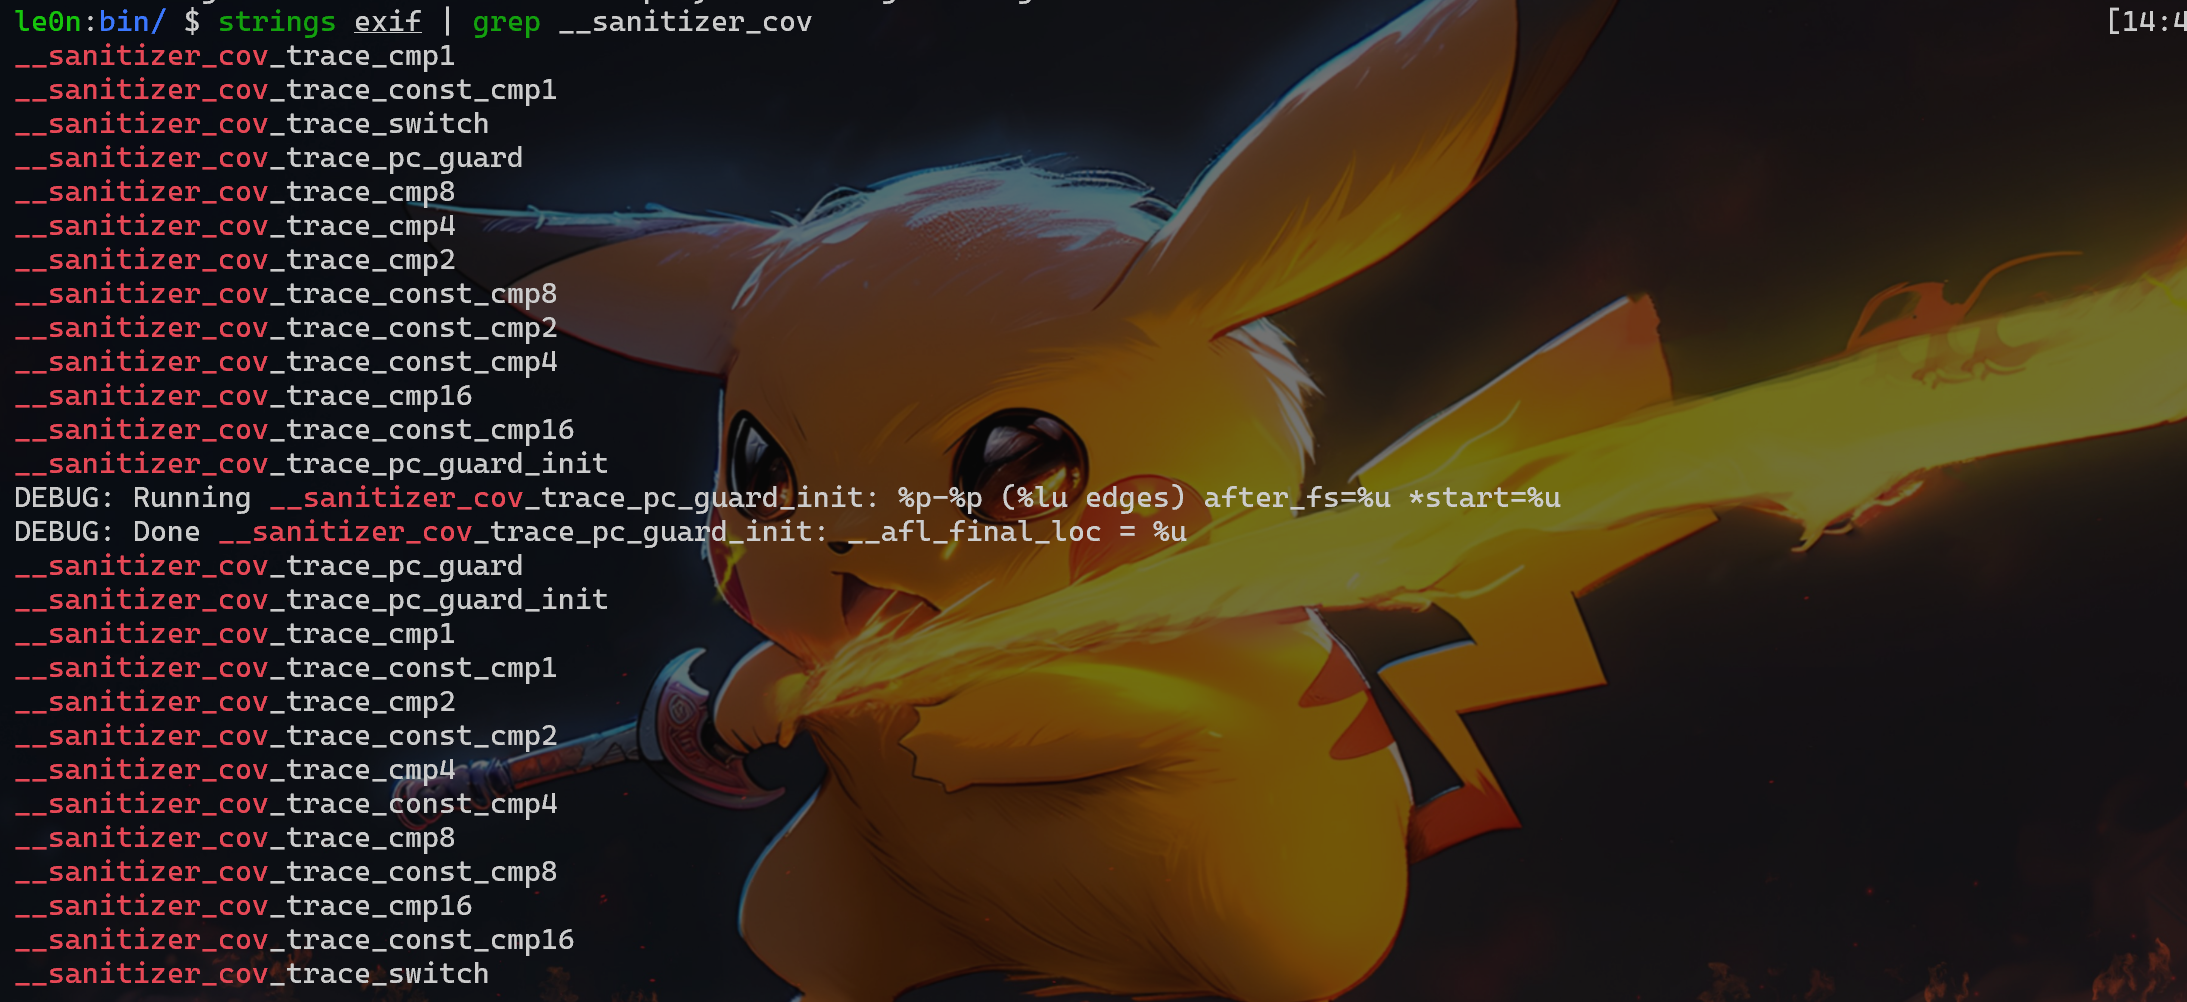 le0n:bin/ $ strings exif | grep __sanitizer_cov [14:4
__sanitizer_cov_trace_cmp1
__sanitizer_cov_trace_const_cmp1
__sanitizer_cov_trace_switch
__sanitizer_cov_trace_pc_guard
__sanitizer_cov_trace_cmp8
__sanitizer_cov_trace_cmp4
__sanitizer_cov_trace_cmp2
__sanitizer_cov_trace_const_cmp8
__sanitizer_cov_trace_const_cmp2
__sanitizer_cov_trace_const_cmp4
__sanitizer_cov_trace_cmp16
__sanitizer_cov_trace_const_cmp16
__sanitizer_cov_trace_pc_guard_init
DEBUG: Running __sanitizer_cov_trace_pc_guard_init: %p-%p (%lu edges) after_fs=%u *start=%u
DEBUG: Done __sanitizer_cov_trace_pc_guard_init: __afl_final_loc = %u
__sanitizer_cov_trace_pc_guard
__sanitizer_cov_trace_pc_guard_init
__sanitizer_cov_trace_cmp1
__sanitizer_cov_trace_const_cmp1
__sanitizer_cov_trace_cmp2
__sanitizer_cov_trace_const_cmp2
__sanitizer_cov_trace_cmp4
__sanitizer_cov_trace_const_cmp4
__sanitizer_cov_trace_cmp8
__sanitizer_cov_trace_const_cmp8
__sanitizer_cov_trace_cmp16
__sanitizer_cov_trace_const_cmp16
__sanitizer_cov_trace_switch